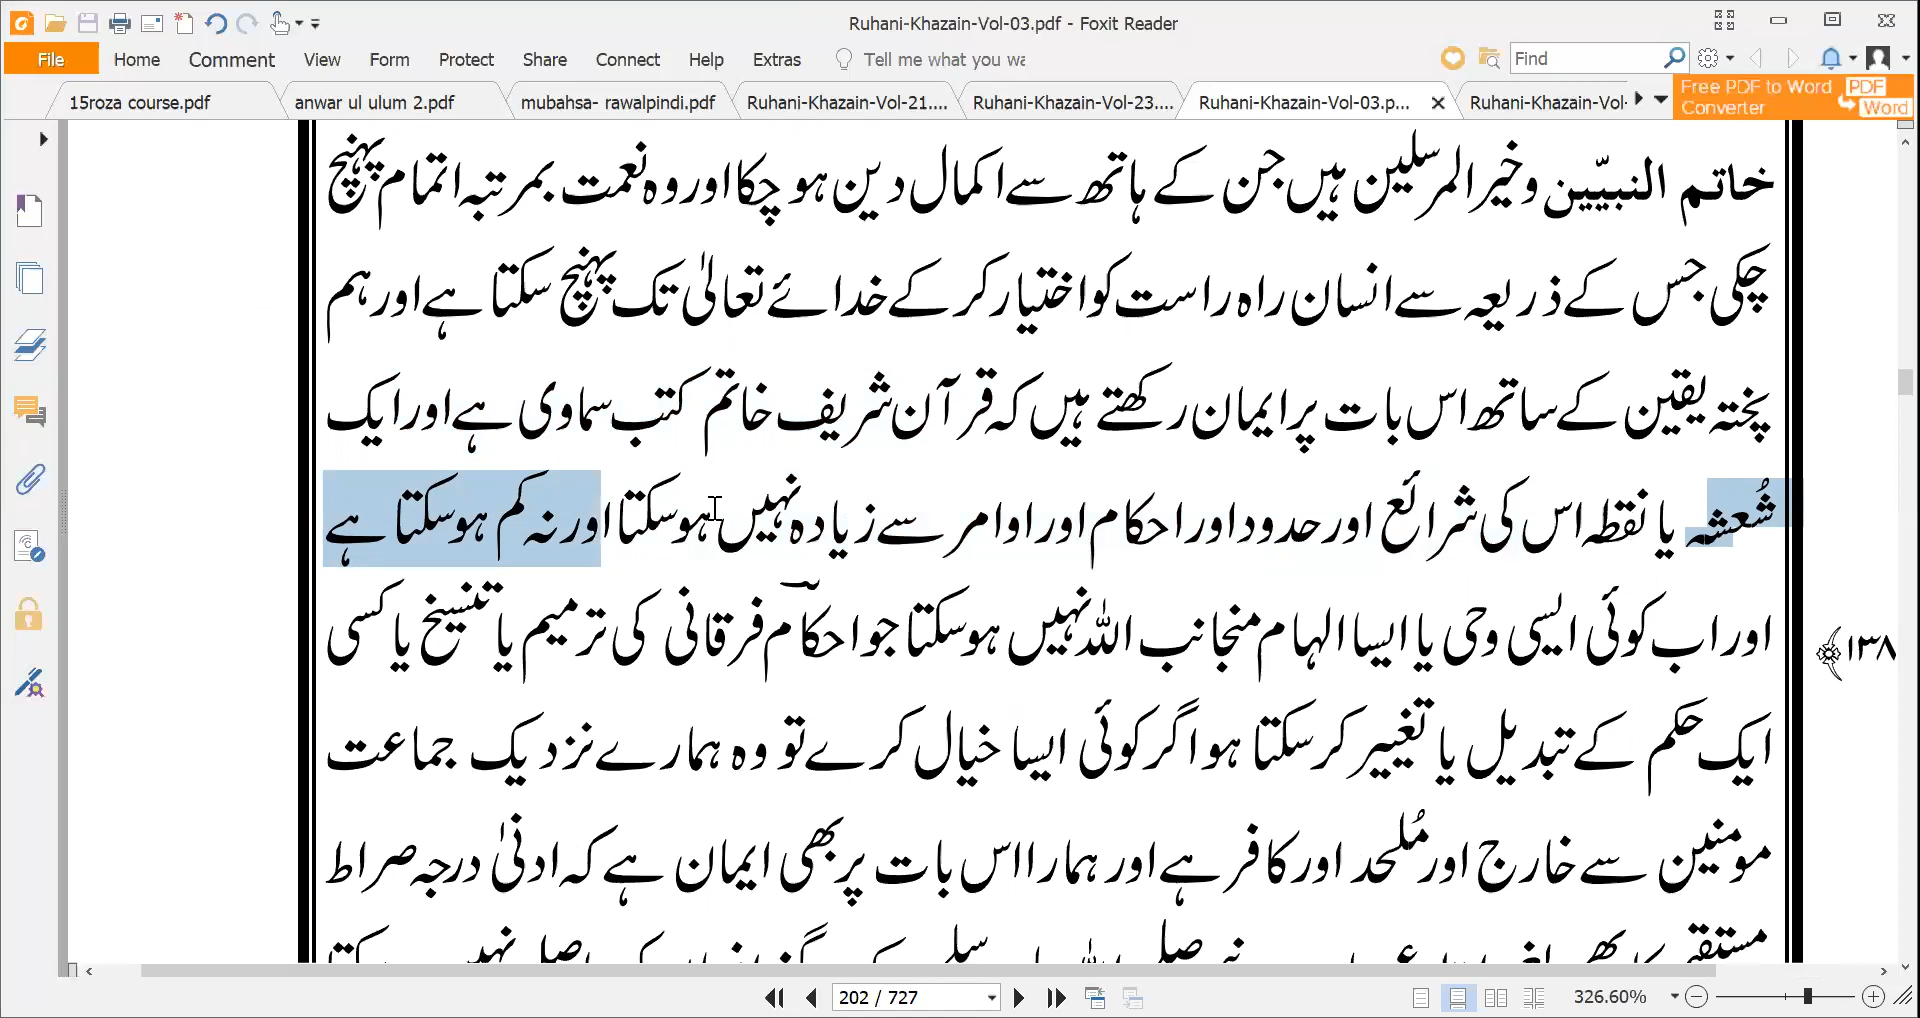 Ruhani-Khazain-Vol-03.pdf - Foxit Reader
File Home Comment View Form Protect Share Connect Help Extras Tell me what you wa Find
15roza course.pdf anwar ul ulum 2.pdf mubahsa- rawalpindi.pdf Ruhani-Khazain-Vol-21.... Ruhani-Khazain-Vol-23.... Ruhani-Khazain-Vol-03.p... Ruhani-Khazain-Vol-
Free PDF to Word Converter PDF Word
خاتم النبیّین و خیر المرسلین ہیں جن کے ہاتھ سے اکمال دین ہو چکا اور وہ نعمت بمرتبہ اتمام پہنچ
چکی جس کے ذریعہ سے انسان راہ راست کو اختیار کر کے خدائے تعالیٰ تک پہنچ سکتا ہے اور ہم
پختہ یقین کے ساتھ اس بات پر ایمان رکھتے ہیں کہ قرآن شریف خاتم کتب سماوی ہے اور ایک
شُعشہ یا نقطہ اس کی شرائع اور حدود اور احکام اور اوامر سے زیادہ نہیں ہو سکتا اور نہ کم ہو سکتا ہے
اور اب کوئی ایسی وحی یا ایسا الہام منجانب اللہ نہیں ہو سکتا جو احکام فرقانی کی ترمیم یا تنسیخ یا کسی
﴿۱۳۸
ایک حکم کے تبدیل یا تغییر کر سکتا ہو اگر کوئی ایسا خیال کرے تو وہ ہمارے نزدیک جماعت
مومنین سے خارج اور مُلحد اور کافر ہے اور ہمارا اس بات پر بھی ایمان ہے کہ ادنیٰ درجہ صراط
202 / 727 326.60%